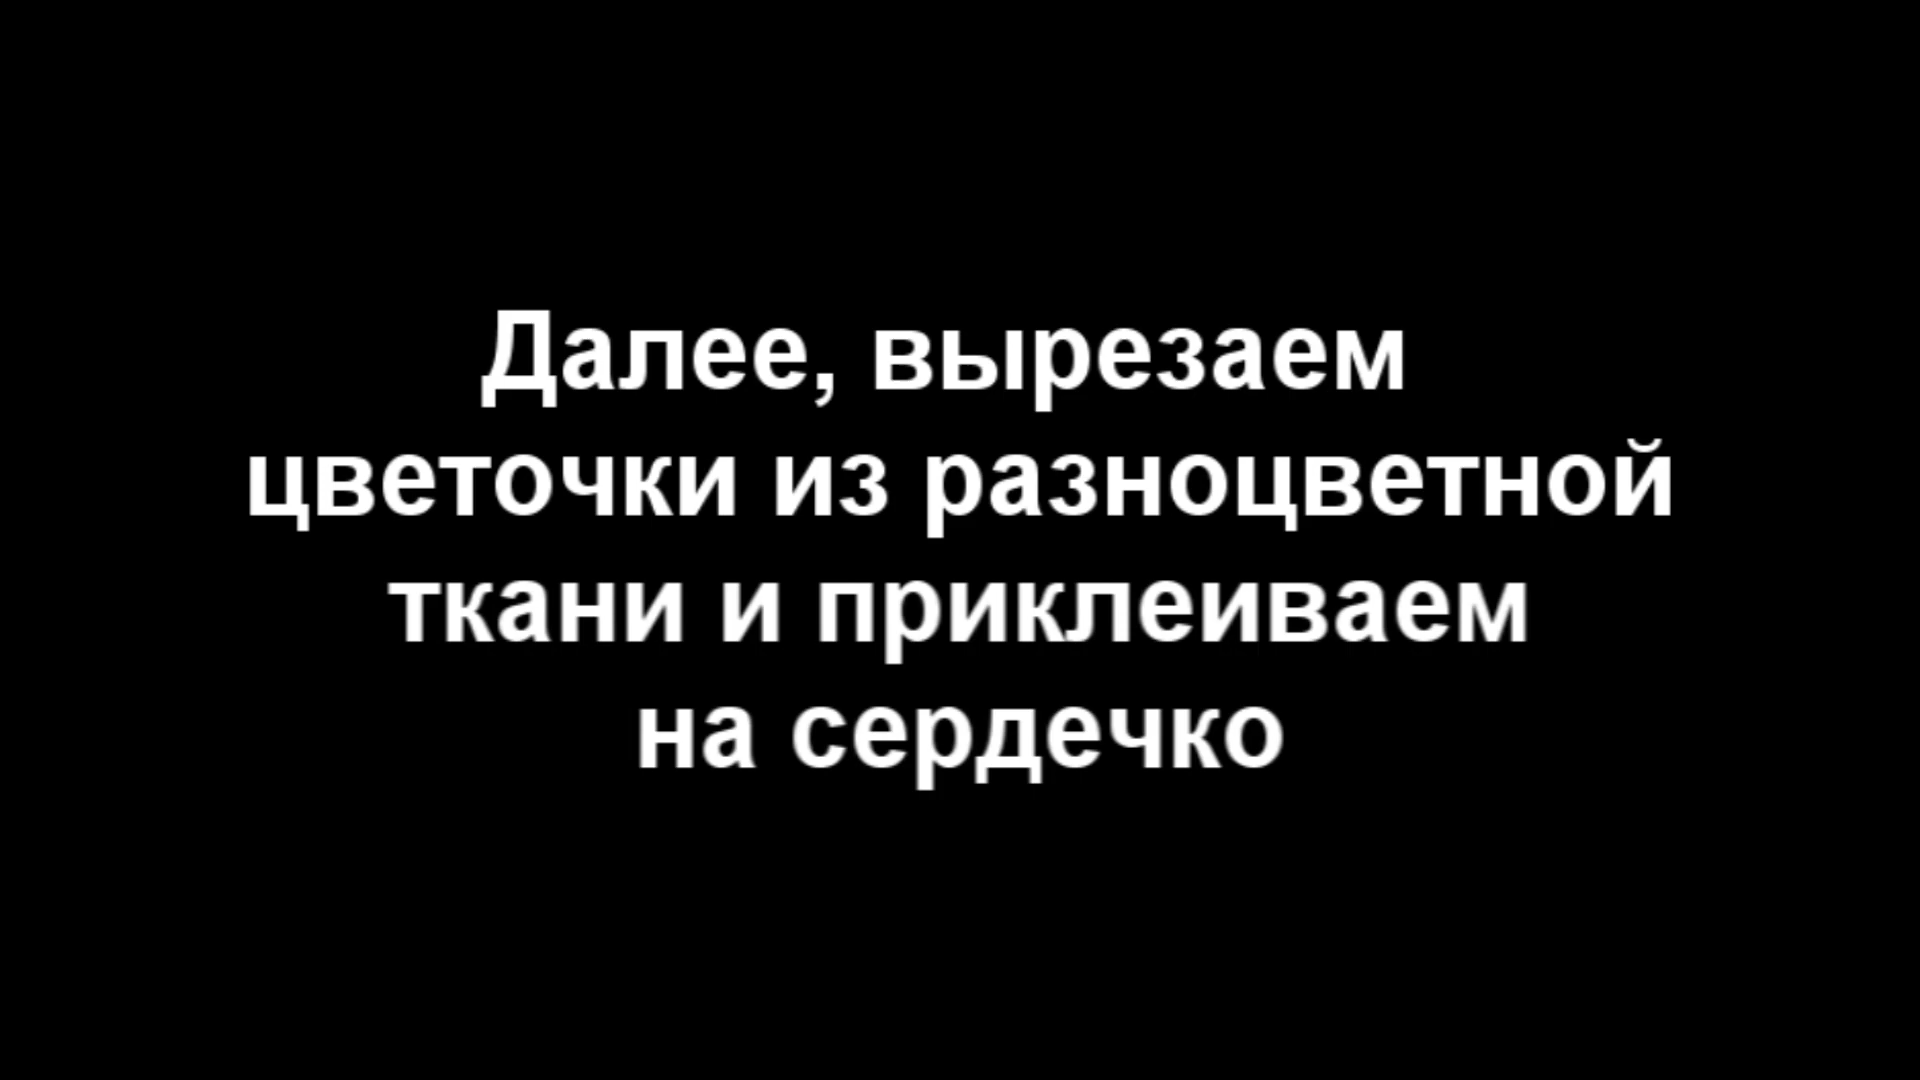 Далее, вырезаем
цветочки из разноцветной
ткани и приклеиваем
на сердечко